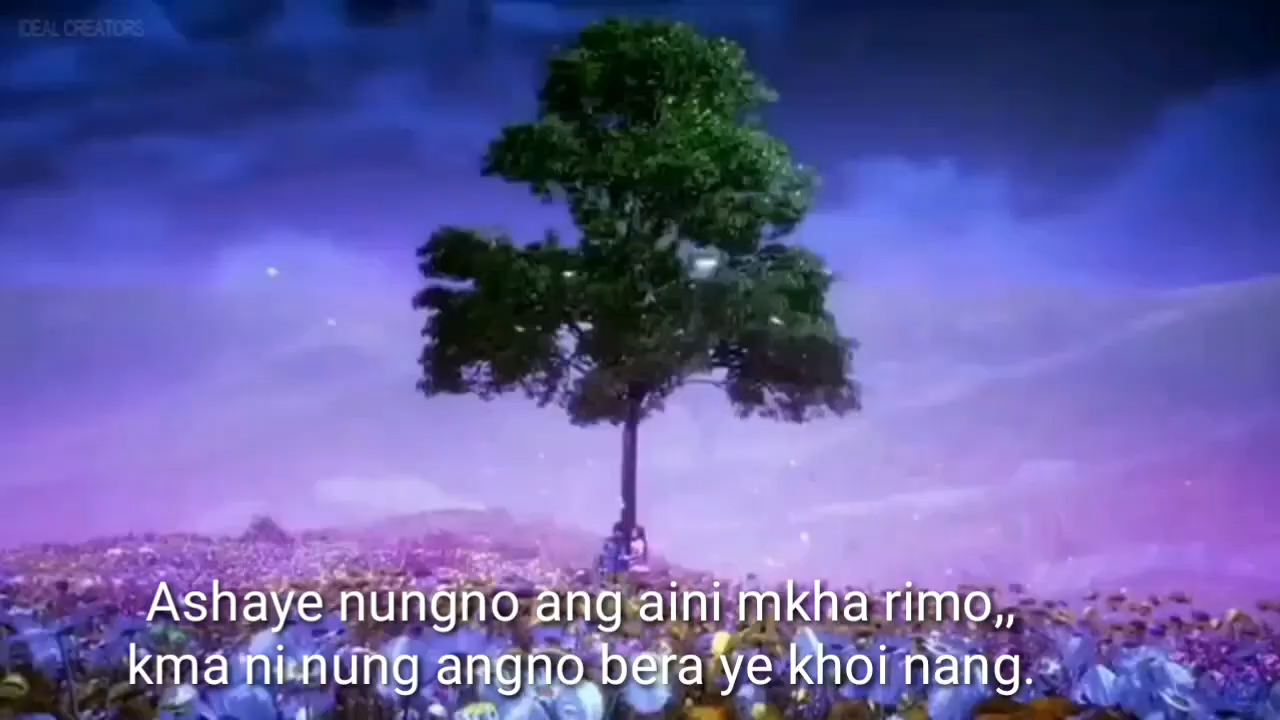 IDEAL CREATORS
Ashaye nungno ang aini mkha rimo,,
kma ni nung angno bera ye khoi nang.